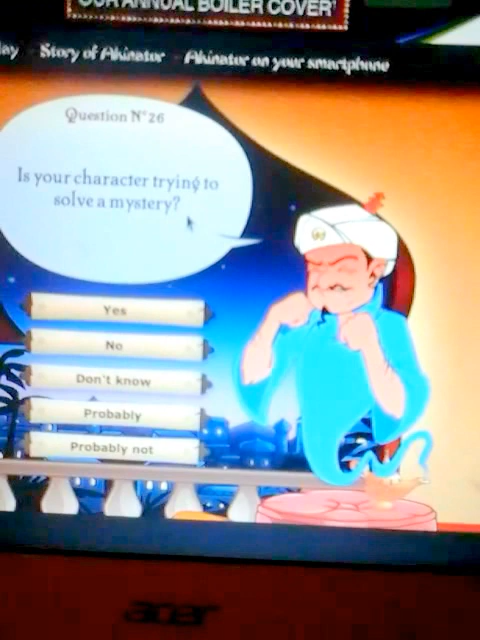 OUR ANNUAL BOILER COVER*
lay Story of Akinator Akinator on your smartphone
Question N°26
Is your character trying to
solve a mystery?
Yes
No
Don't know
Probably
Probably not
acer